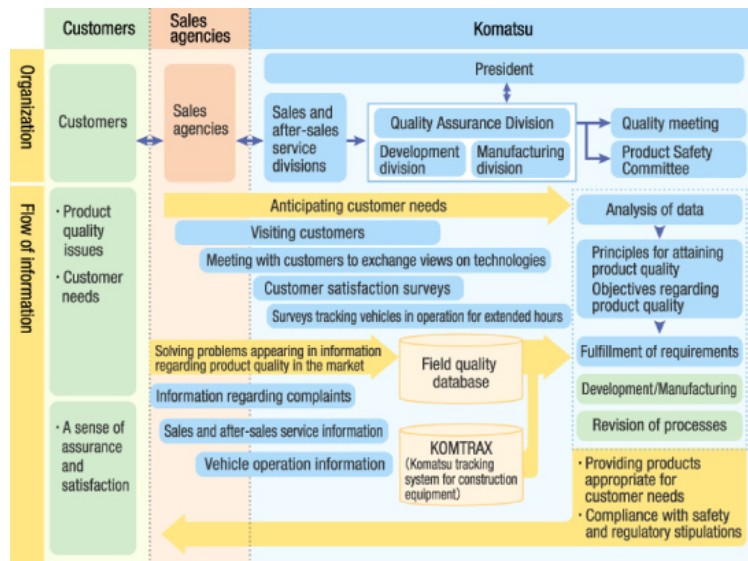 Customers
Sales
agencies
Komatsu
Organization
President
Customers
Sales
agencies
Sales and
after-sales
service
divisions
Quality Assurance Division
Development
division
Manufacturing
division
Quality meeting
Product Safety
Committee
Flow of information
· Product
quality
issues
· Customer
needs
Anticipating customer needs
Visiting customers
Meeting with customers to exchange views on technologies
Customer satisfaction surveys
Surveys tracking vehicles in operation for extended hours
Analysis of data
Principles for attaining
product quality
Objectives regarding
product quality
Solving problems appearing in information
regarding product quality in the market
Field quality
database
Fulfillment of requirements
Information regarding complaints
Development/Manufacturing
· A sense of
assurance
and
satisfaction
Sales and after-sales service information
Revision of processes
Vehicle operation information
KOMTRAX
(Komatsu tracking
system for construction
equipment)
· Providing products
appropriate for
customer needs
· Compliance with safety
and regulatory stipulations